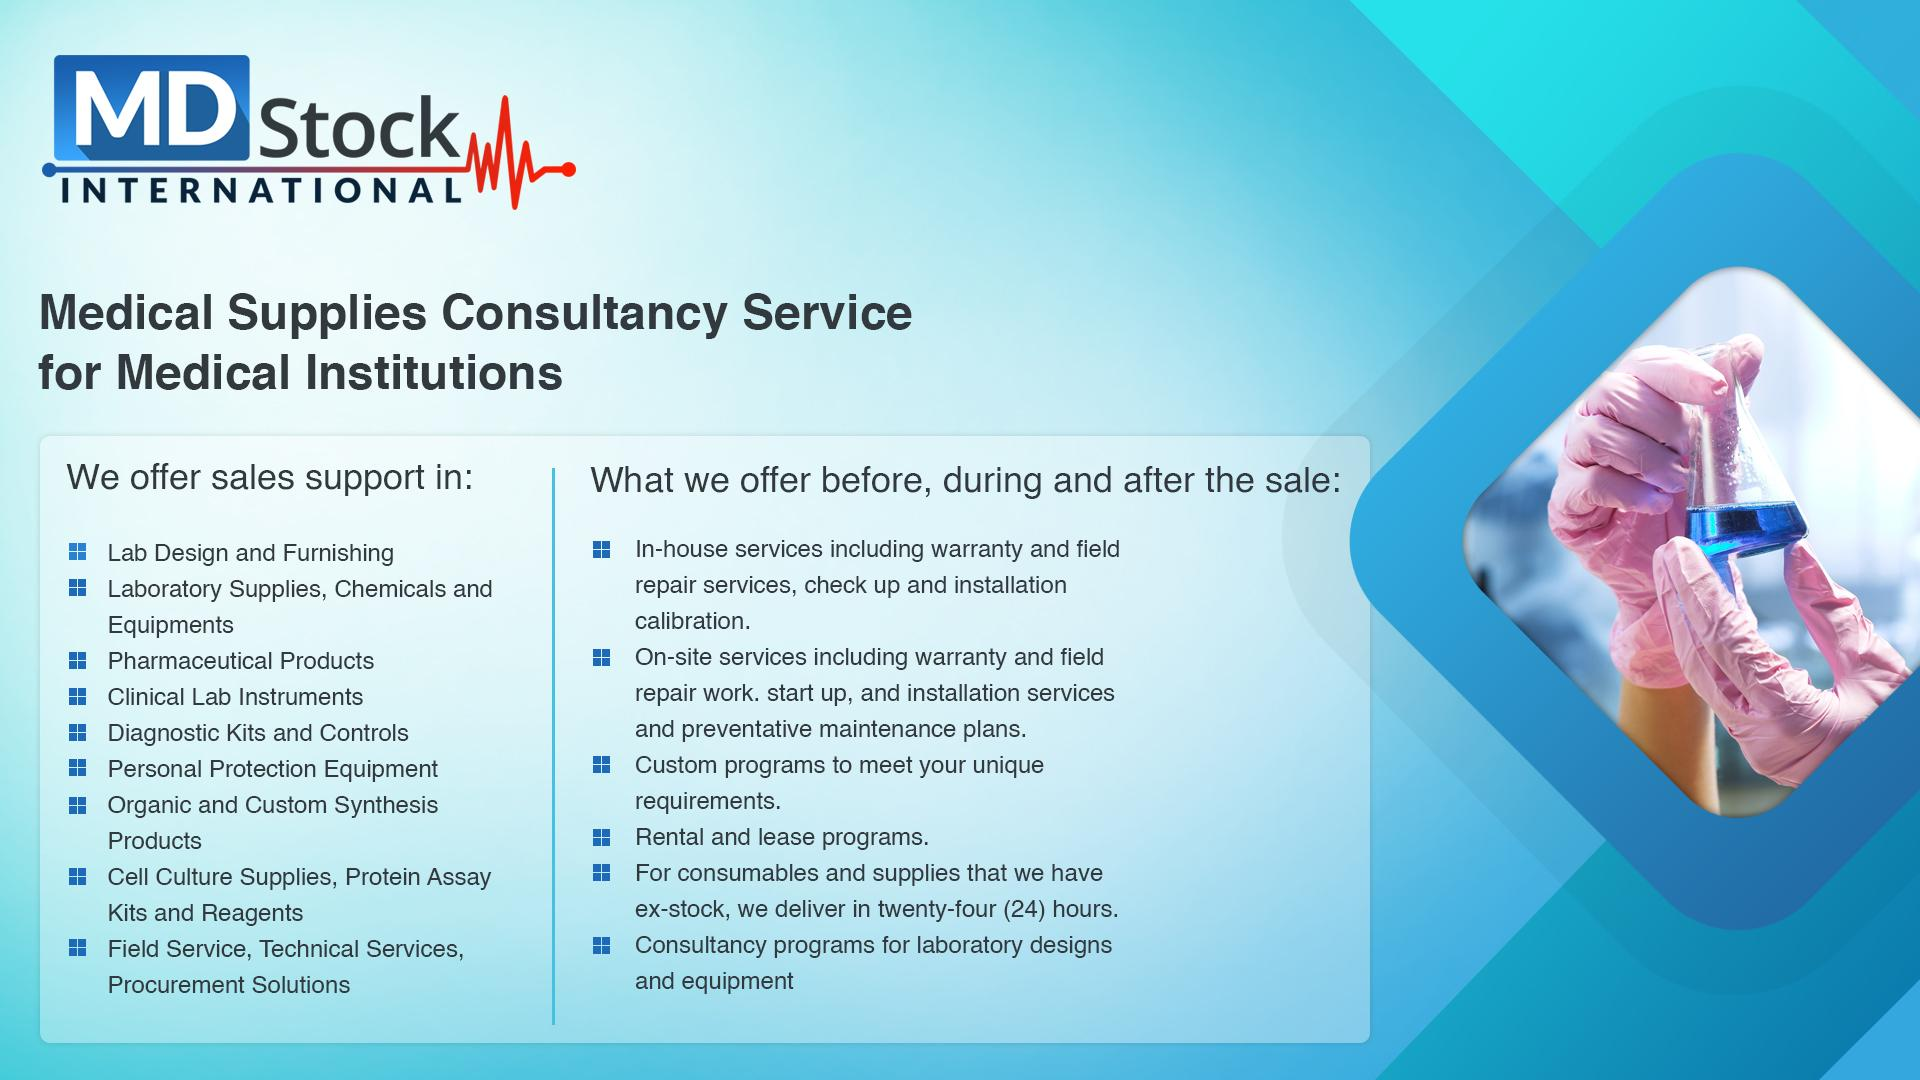 MD Stock
INTERNATIONAL
Medical Supplies Consultancy Service
for Medical Institutions
We offer sales support in:
Lab Design and Furnishing
Laboratory Supplies, Chemicals and
Equipments
Pharmaceutical Products
Clinical Lab Instruments
Diagnostic Kits and Controls
Personal Protection Equipment
Organic and Custom Synthesis
Products
Cell Culture Supplies, Protein Assay
Kits and Reagents
Field Service, Technical Services,
Procurement Solutions
What we offer before, during and after the sale:
In-house services including warranty and field
repair services, check up and installation
calibration.
On-site services including warranty and field
repair work. start up, and installation services
and preventative maintenance plans.
Custom programs to meet your unique
requirements.
Rental and lease programs.
For consumables and supplies that we have
ex-stock, we deliver in twenty-four (24) hours.
Consultancy programs for laboratory designs
and equipment